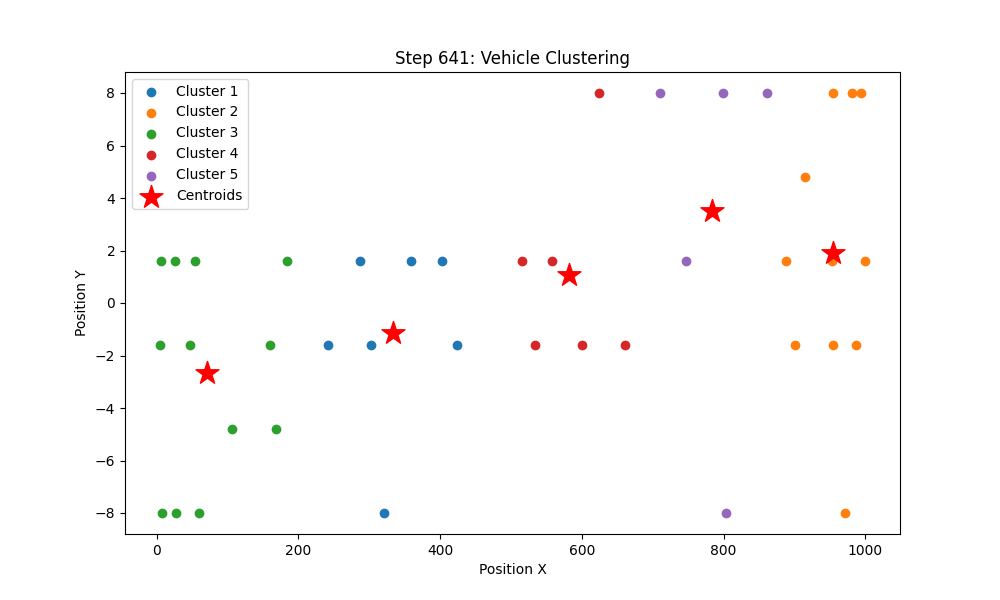 Step 641: Vehicle Clustering
Cluster 1
Cluster 2
Cluster 3
Cluster 4
Cluster 5
Centroids
8
6
4
2
0
−2
−4
−6
−8
Position Y
0 200 400 600 800 1000
Position X